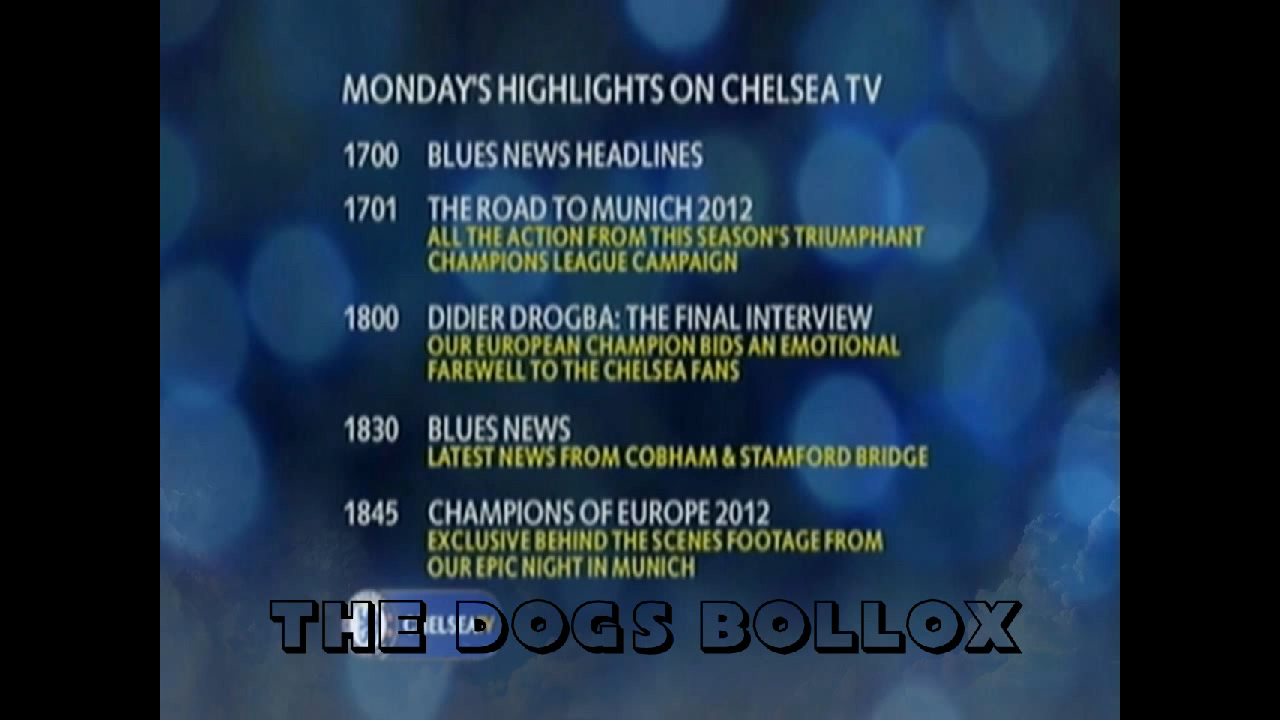 MONDAY'S HIGHLIGHTS ON CHELSEA TV
1700 BLUES NEWS HEADLINES
1701 THE ROAD TO MUNICH 2012
ALL THE ACTION FROM THIS SEASON'S TRIUMPHANT
CHAMPIONS LEAGUE CAMPAIGN
1800 DIDIER DROGBA: THE FINAL INTERVIEW
OUR EUROPEAN CHAMPION BIDS AN EMOTIONAL
FAREWELL TO THE CHELSEA FANS
1830 BLUES NEWS
LATEST NEWS FROM COBHAM & STAMFORD BRIDGE
1845 CHAMPIONS OF EUROPE 2012
EXCLUSIVE BEHIND THE SCENES FOOTAGE FROM
OUR EPIC NIGHT IN MUNICH
CHELSEATV
THE DOGS BOLLOX